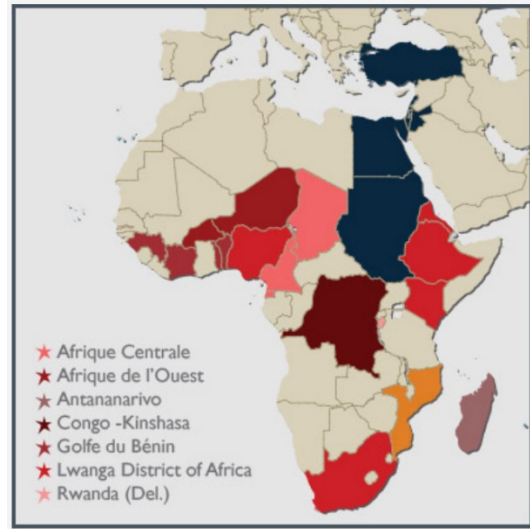 Afrique Centrale
Afrique de l'Ouest
Antananarivo
Congo -Kinshasa
Golfe du Bénin
Lwanga District of Africa
Rwanda (Del.)